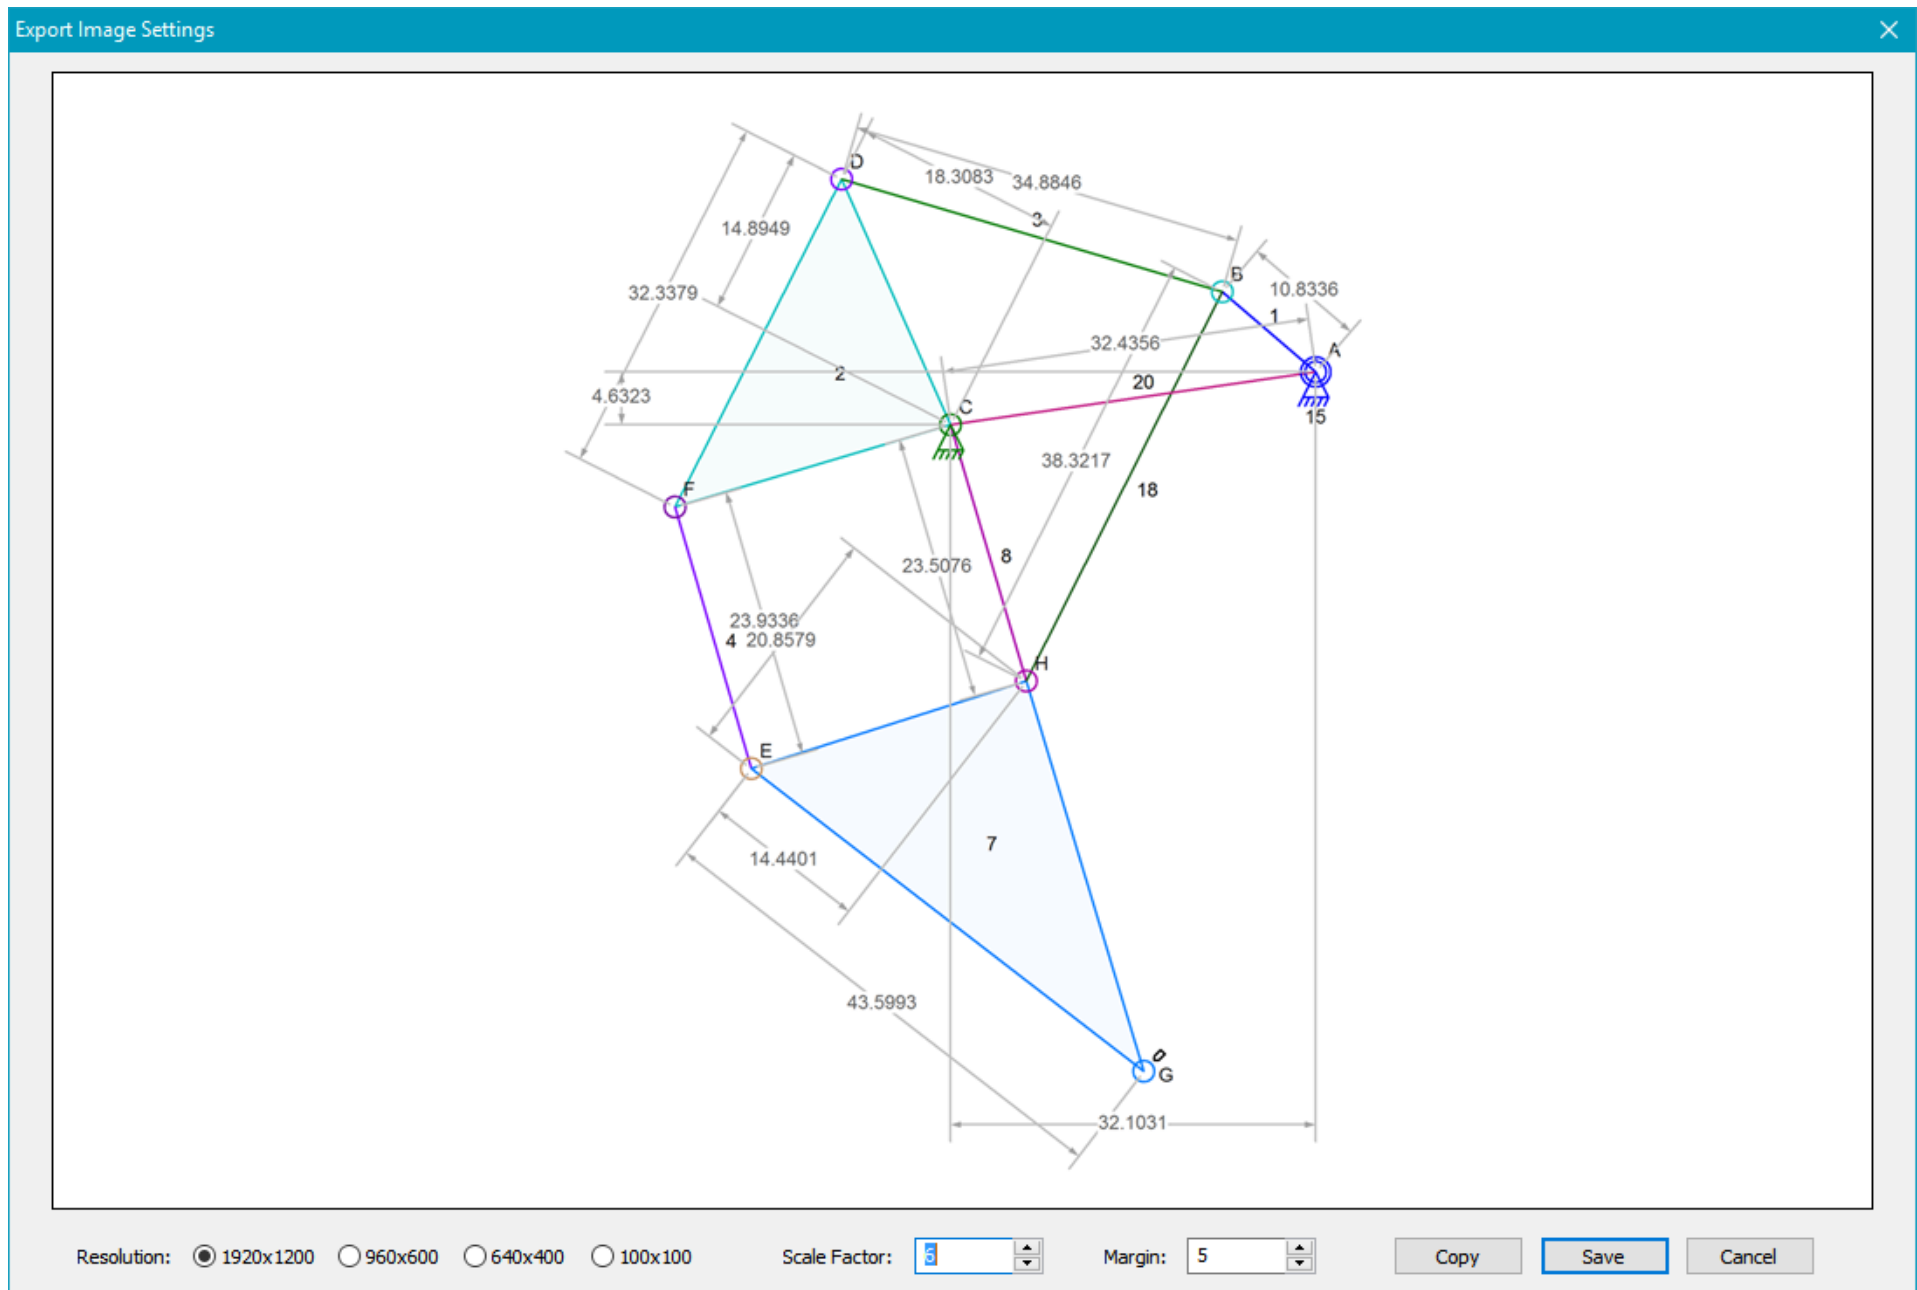 Export Image Settings
D
18.3083
34.8846
3
14.8949
B
10.8336
32.3379
1
32.4356
A
2
20
4.6323
C
15
38.3217
18
F
8
23.5076
23.9336
4
20.8579
H
E
7
14.4401
43.5993
0
G
32.1031
Resolution: 1920x1200 960x600 640x400 100x100 Scale Factor: 6 Margin: 5 Copy Save Cancel